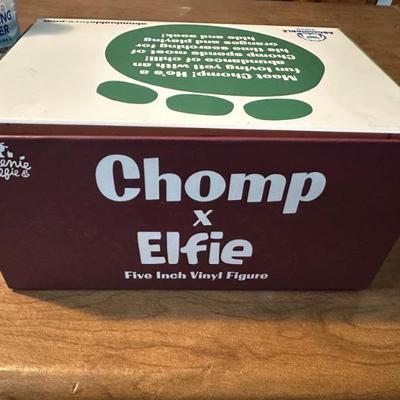 Meet Chomp! He's a
fun loving yeti with an
abundance of chill!
Chomp spends most of
his time searching for
oranges and playing
hide and seek!
Chomp
x
Elfie
Five Inch Vinyl Figure